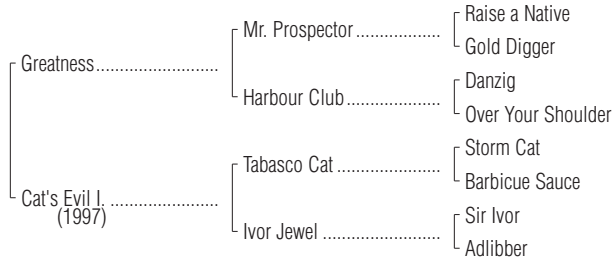 Raise a Native
Mr. Prospector ..................
Gold Digger
Greatness..........................
Danzig
Harbour Club....................
Over Your Shoulder
Storm Cat
Tabasco Cat ......................
Barbicue Sauce
Cat's Evil I. .......................
(1997)
Sir Ivor
Ivor Jewel .........................
Adlibber